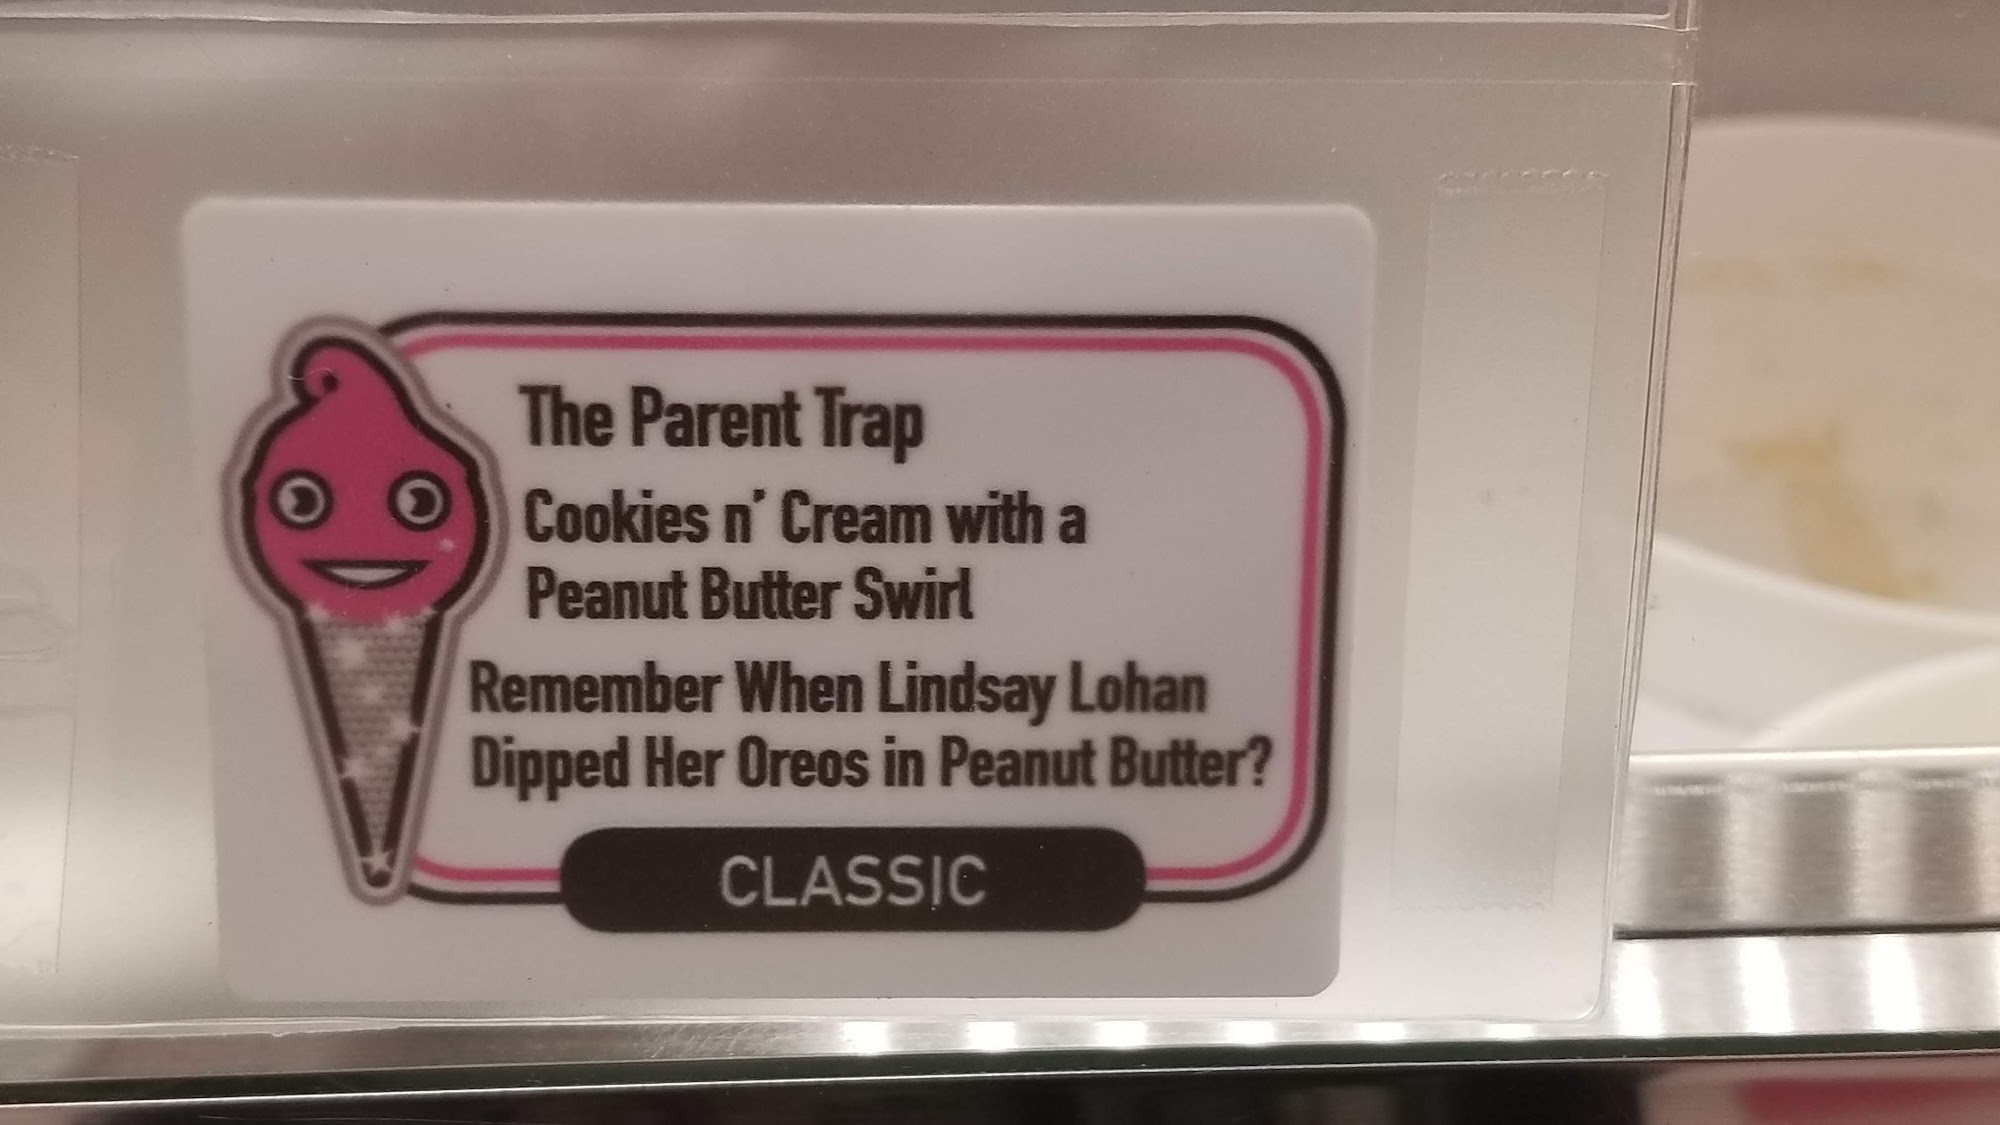 The Parent Trap
Cookies n' Cream with a
Peanut Butter Swirl
Remember When Lindsay Lohan
Dipped Her Oreos in Peanut Butter?
CLASSIC